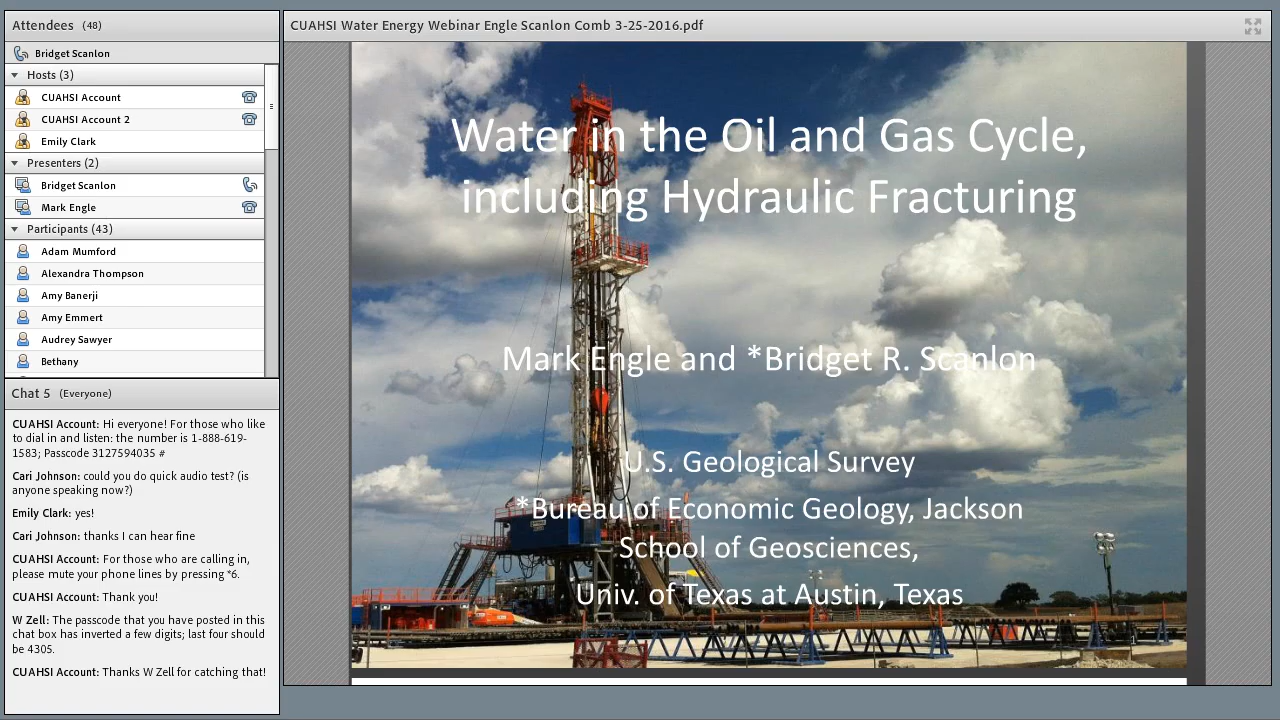 Attendees (48)
Bridget Scanlon
Hosts (3)
CUAHSI Account
CUAHSI Account 2
Emily Clark
Presenters (2)
Bridget Scanlon
Mark Engle
Participants (43)
Adam Mumford
Alexandra Thompson
Amy Banerji
Amy Emmert
Audrey Sawyer
Bethany
Chat 5 (Everyone)
CUAHSI Account: Hi everyone! For those who like
to dial in and listen: the number is 1-888-619-
1583; Passcode 3127594035 #
Cari Johnson: could you do quick audio test? (is
anyone speaking now?)
Emily Clark: yes!
Cari Johnson: thanks I can hear fine
CUAHSI Account: For those who are calling in,
please mute your phone lines by pressing *6.
CUAHSI Account: Thank you!
W Zell: The passcode that you have posted in this
chat box has inverted a few digits; last four should
be 4305.
CUAHSI Account: Thanks W Zell for catching that!
CUAHSI Water Energy Webinar Engle Scanlon Comb 3-25-2016.pdf
Water in the Oil and Gas Cycle,
including Hydraulic Fracturing
Mark Engle and *Bridget R. Scanlon
U.S. Geological Survey
*Bureau of Economic Geology, Jackson
School of Geosciences,
Univ. of Texas at Austin, Texas
1